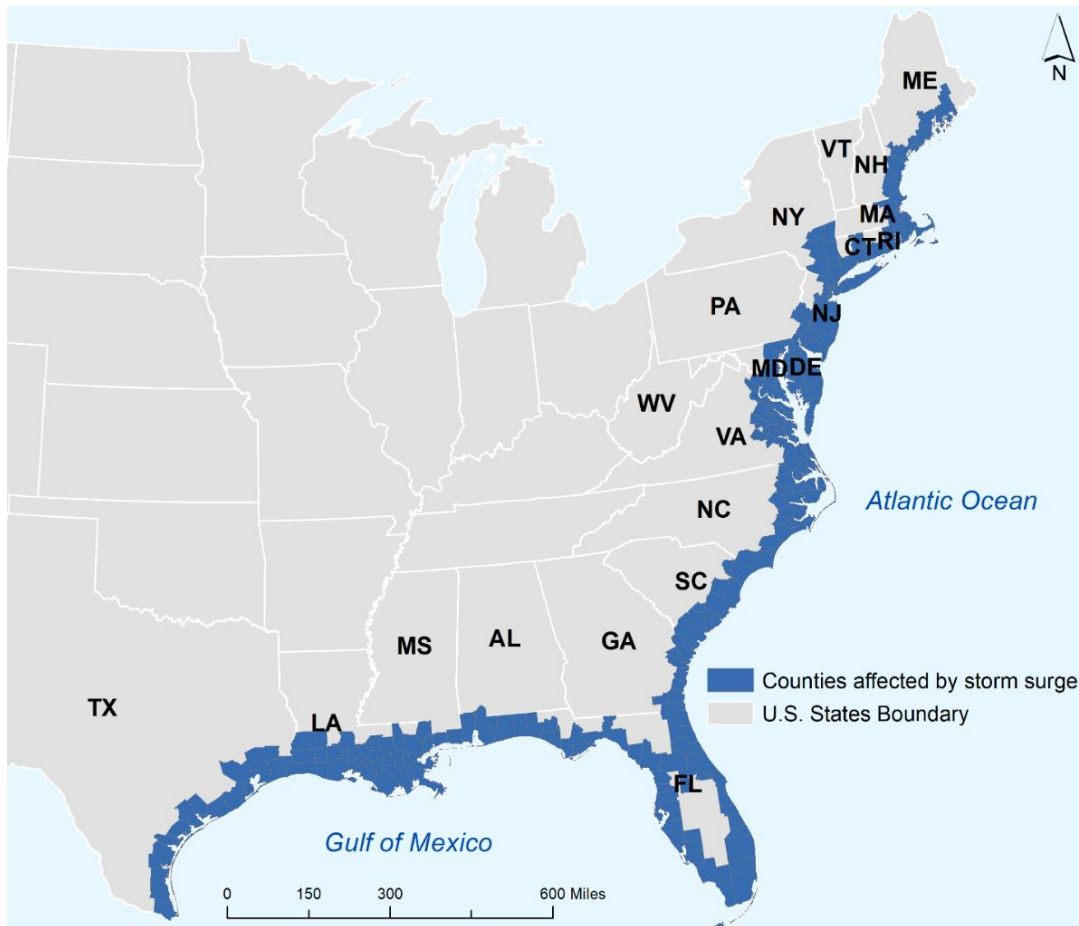 N
ME
VT
NH
NY
MA
CT
RI
PA
NJ
MD
DE
WV
VA
Atlantic Ocean
NC
SC
MS
AL
GA
Counties affected by storm surge
TX
LA
U.S. States Boundary
FL
Gulf of Mexico
0 150 300 600 Miles